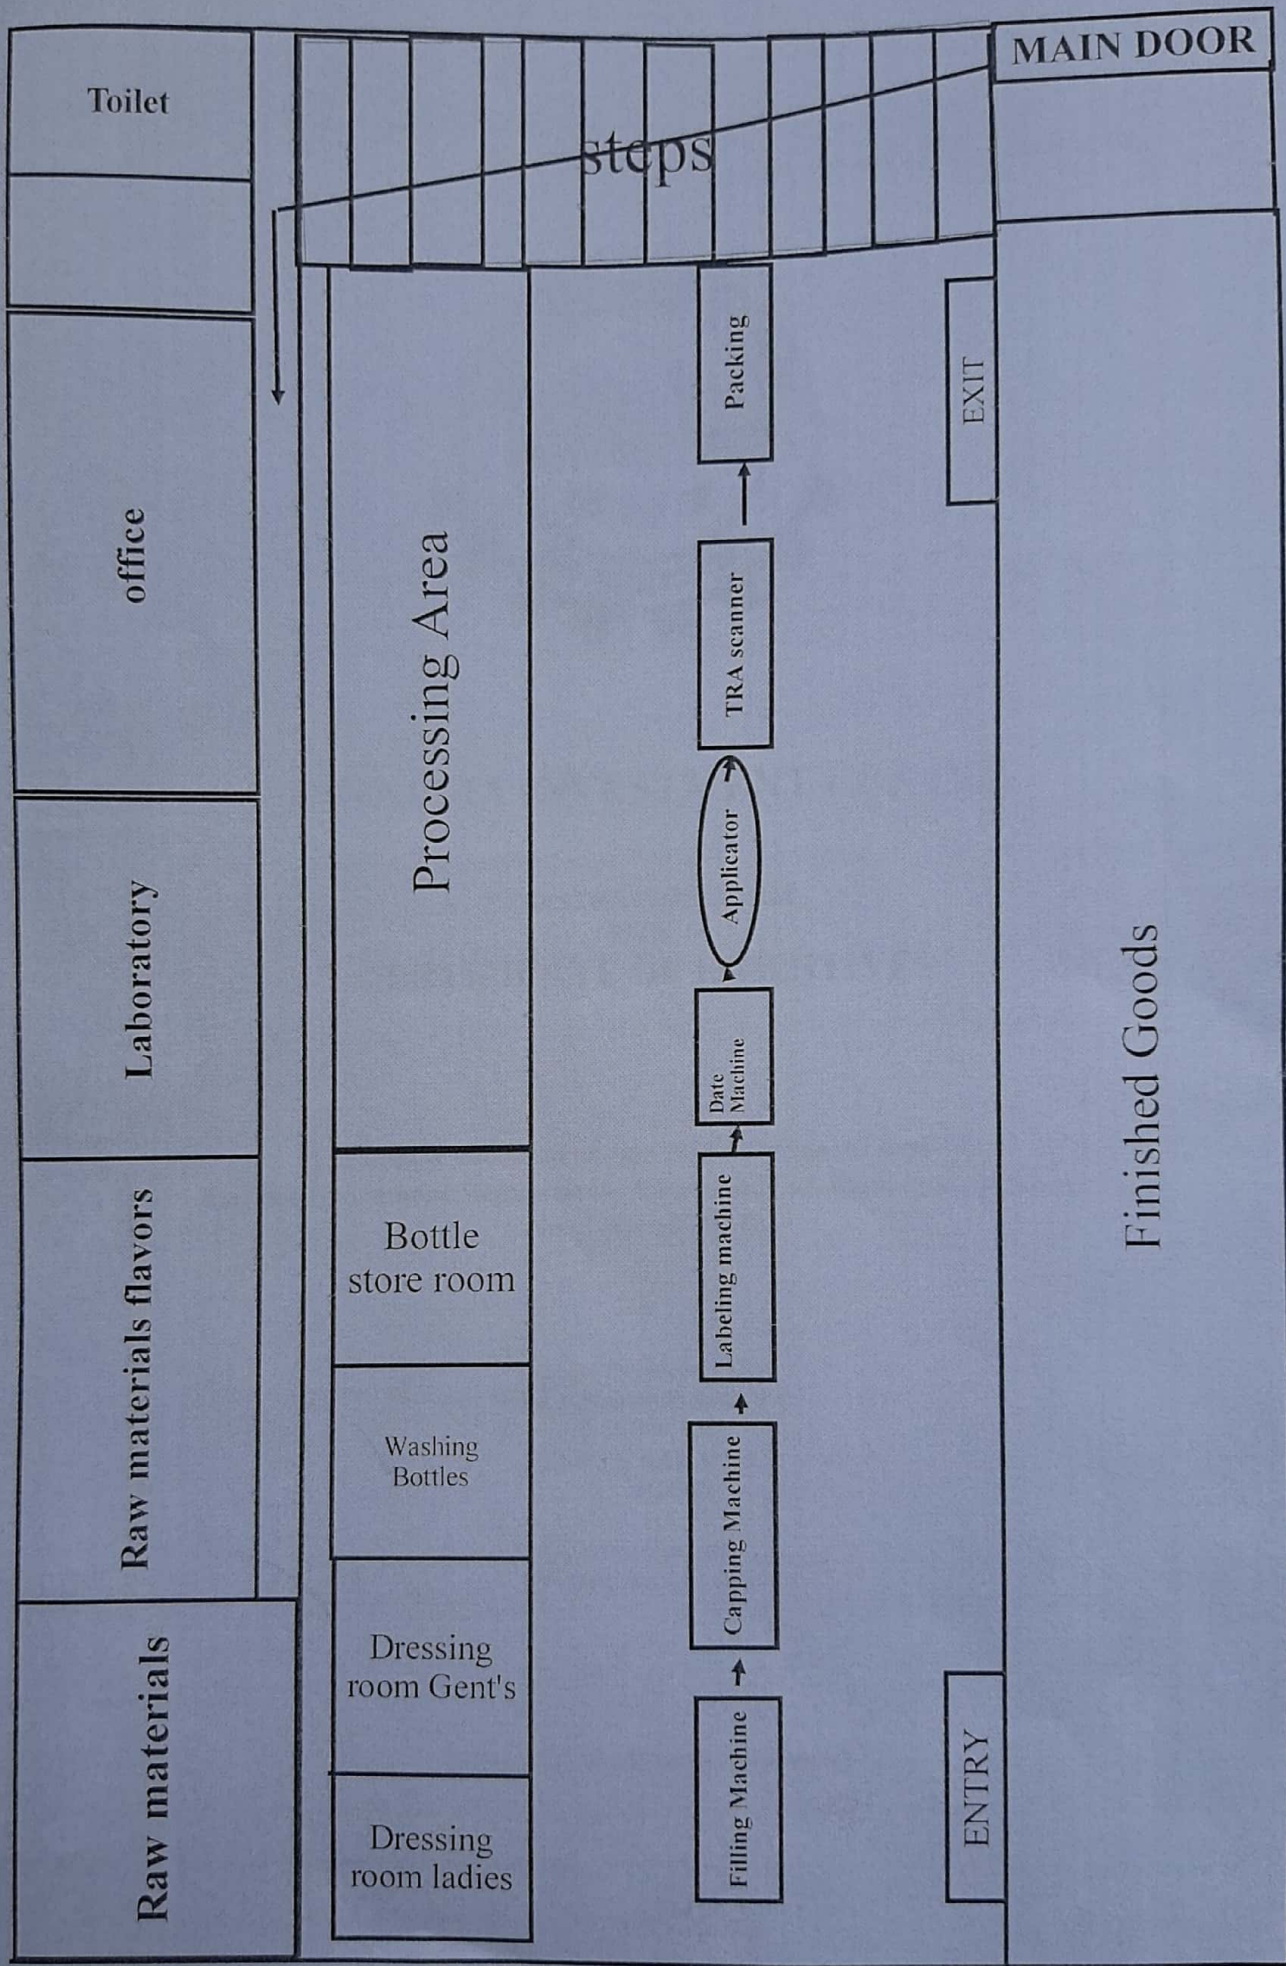 MAIN DOOR
Toilet
steps
office
Laboratory
Raw materials flavors
Raw materials
Processing Area
Bottle
store room
Washing
Bottles
Dressing
room Gent's
Dressing
room ladies
Packing
TRA scanner
Applicator
Date
Machine
Labeling machine
Capping Machine
Filling Machine
EXIT
ENTRY
Finished Goods